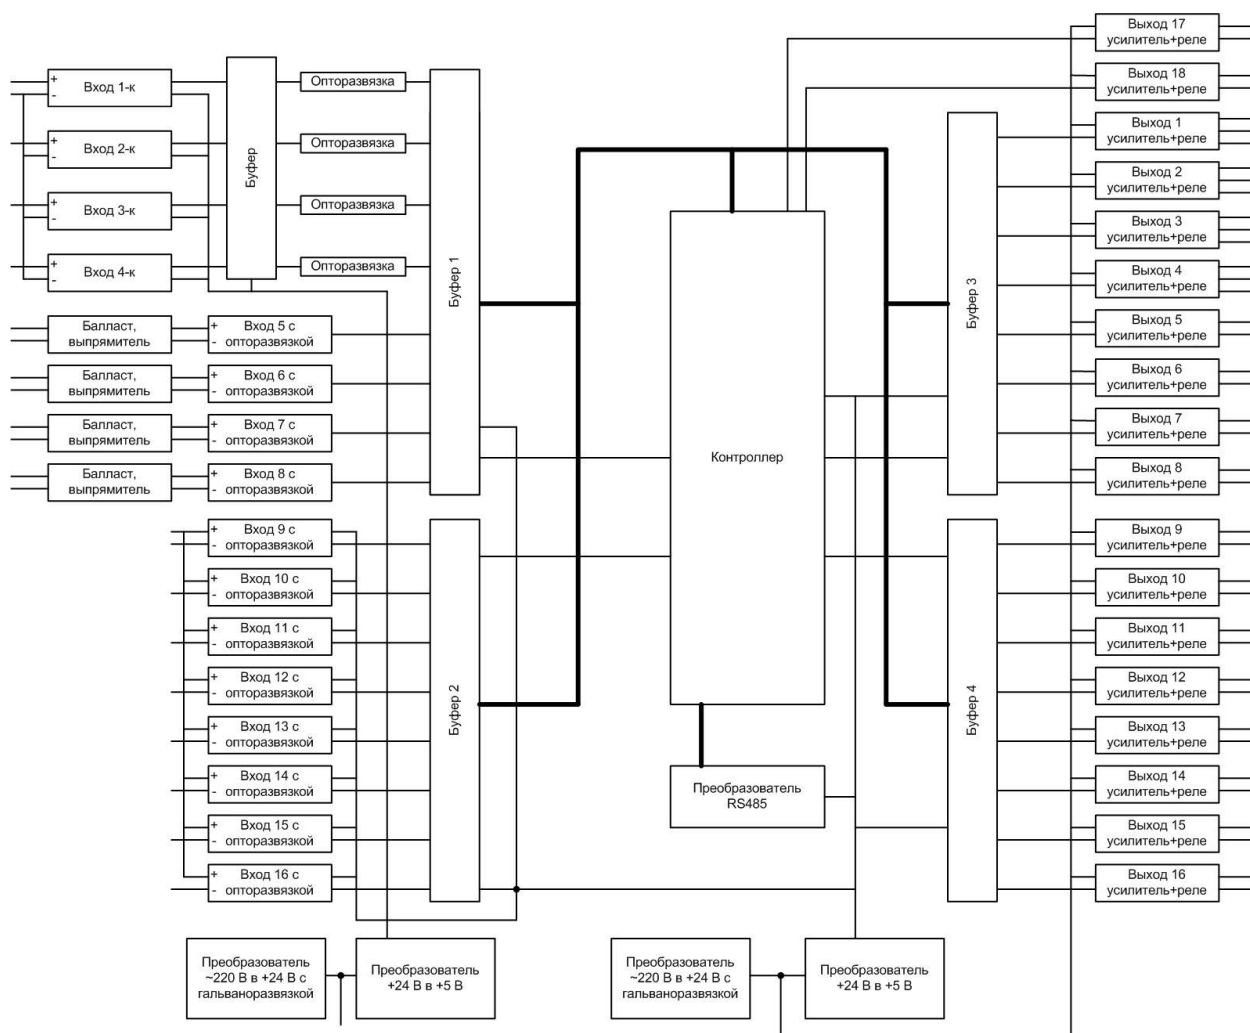 Выход 17
усилитель+реле
Выход 18
усилитель+реле
+
-
Вход 1-к
Буфер
Опторазвязка
Буфер 1
Выход 1
усилитель+реле
+
-
Вход 2-к
Опторазвязка
Выход 2
усилитель+реле
+
-
Вход 3-к
Опторазвязка
Выход 3
усилитель+реле
+
-
Вход 4-к
Опторазвязка
Буфер 3
Выход 4
усилитель+реле
Балласт,
выпрямитель
+
-
Вход 5 с
опторазвязкой
Выход 5
усилитель+реле
Балласт,
выпрямитель
+
-
Вход 6 с
опторазвязкой
Выход 6
усилитель+реле
Балласт,
выпрямитель
+
-
Вход 7 с
опторазвязкой
Выход 7
усилитель+реле
Контроллер
Балласт,
выпрямитель
+
-
Вход 8 с
опторазвязкой
Выход 8
усилитель+реле
+
-
Вход 9 с
опторазвязкой
Выход 9
усилитель+реле
+
-
Вход 10 с
опторазвязкой
Выход 10
усилитель+реле
+
-
Вход 11 с
опторазвязкой
Выход 11
усилитель+реле
+
-
Вход 12 с
опторазвязкой
Буфер 2
Буфер 4
Выход 12
усилитель+реле
+
-
Вход 13 с
опторазвязкой
Выход 13
усилитель+реле
+
-
Вход 14 с
опторазвязкой
Преобразователь
RS485
Выход 14
усилитель+реле
+
-
Вход 15 с
опторазвязкой
Выход 15
усилитель+реле
+
-
Вход 16 с
опторазвязкой
Выход 16
усилитель+реле
Преобразователь
~220 В в +24 В с
гальваноразвязкой
Преобразователь
+24 В в +5 В
Преобразователь
~220 В в +24 В с
гальваноразвязкой
Преобразователь
+24 В в +5 В